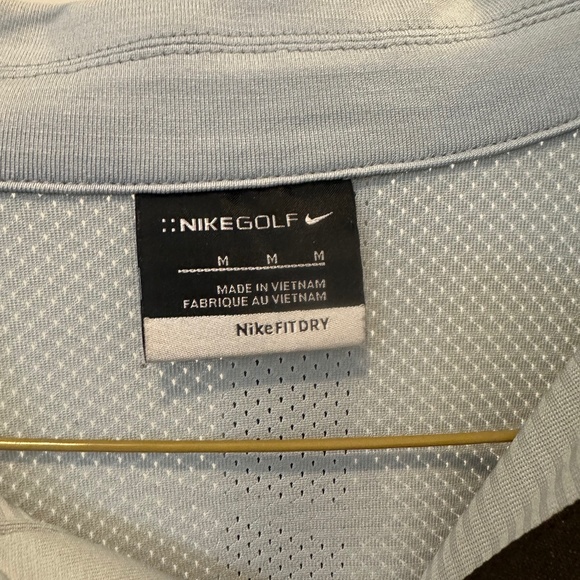 ::NIKEGOLF
M M M
MADE IN VIETNAM
FABRIQUE AU VIETNAM
NikeFITDRY